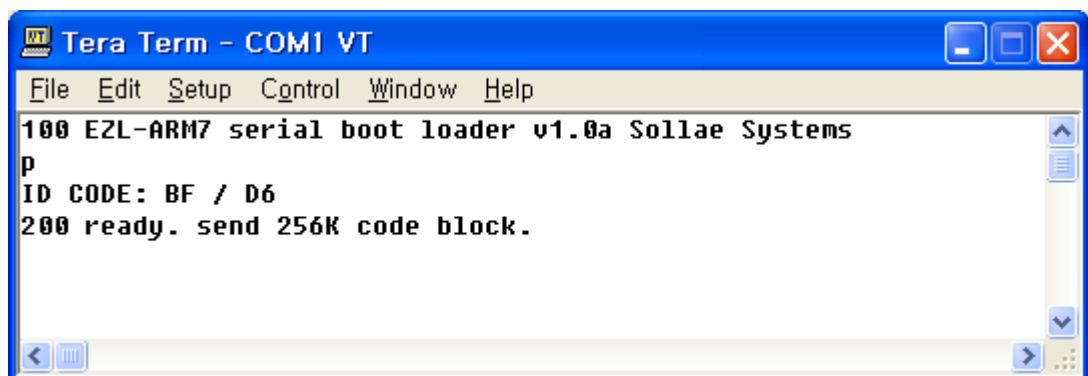 Tera Term - COM1 VT
File Edit Setup Control Window Help
100 EZL-ARM7 serial boot loader v1.0a Sollae Systems
p
ID CODE: BF / D6
200 ready. send 256K code block.